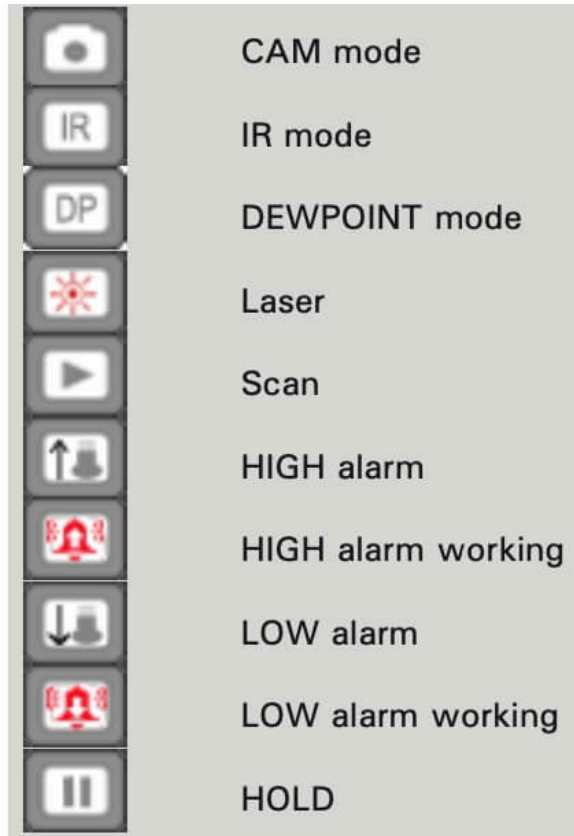 CAM mode
IR IR mode
DP DEWPOINT mode
Laser
Scan
HIGH alarm
HIGH alarm working
LOW alarm
LOW alarm working
HOLD